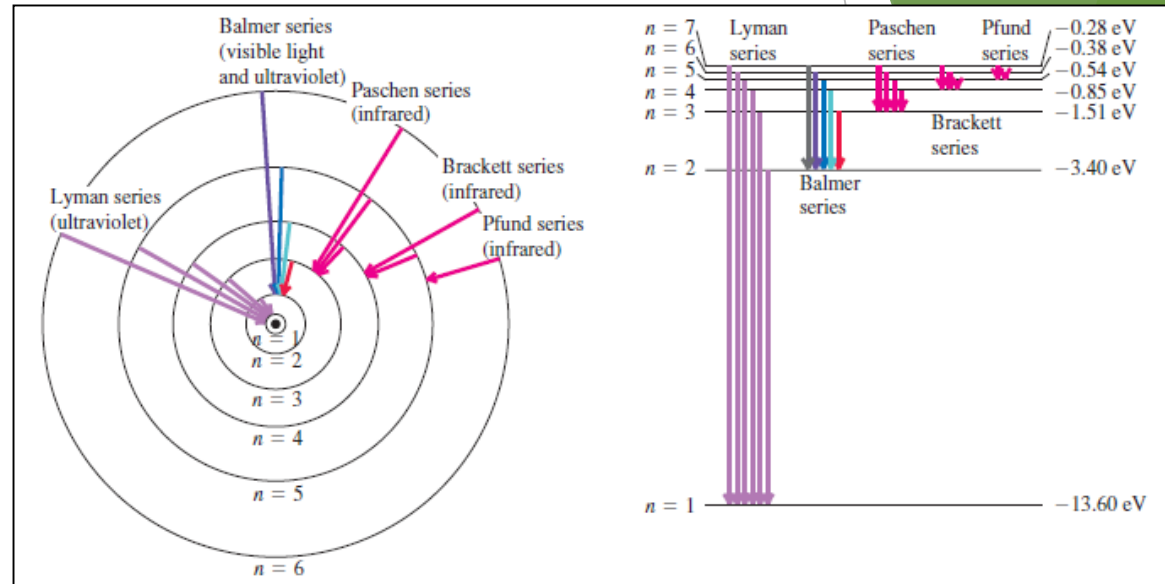 Balmer series
(visible light
and ultraviolet)
Paschen series
(infrared)
Brackett series
(infrared)
Lyman series
(ultraviolet)
Pfund series
(infrared)
n = 1
n = 2
n = 3
n = 4
n = 5
n = 6
n = 7
n = 6
n = 5
n = 4
n = 3
n = 2
n = 1
Lyman
series
Paschen
series
Pfund
series
Brackett
series
Balmer
series
−0.28 eV
−0.38 eV
−0.54 eV
−0.85 eV
−1.51 eV
−3.40 eV
−13.60 eV